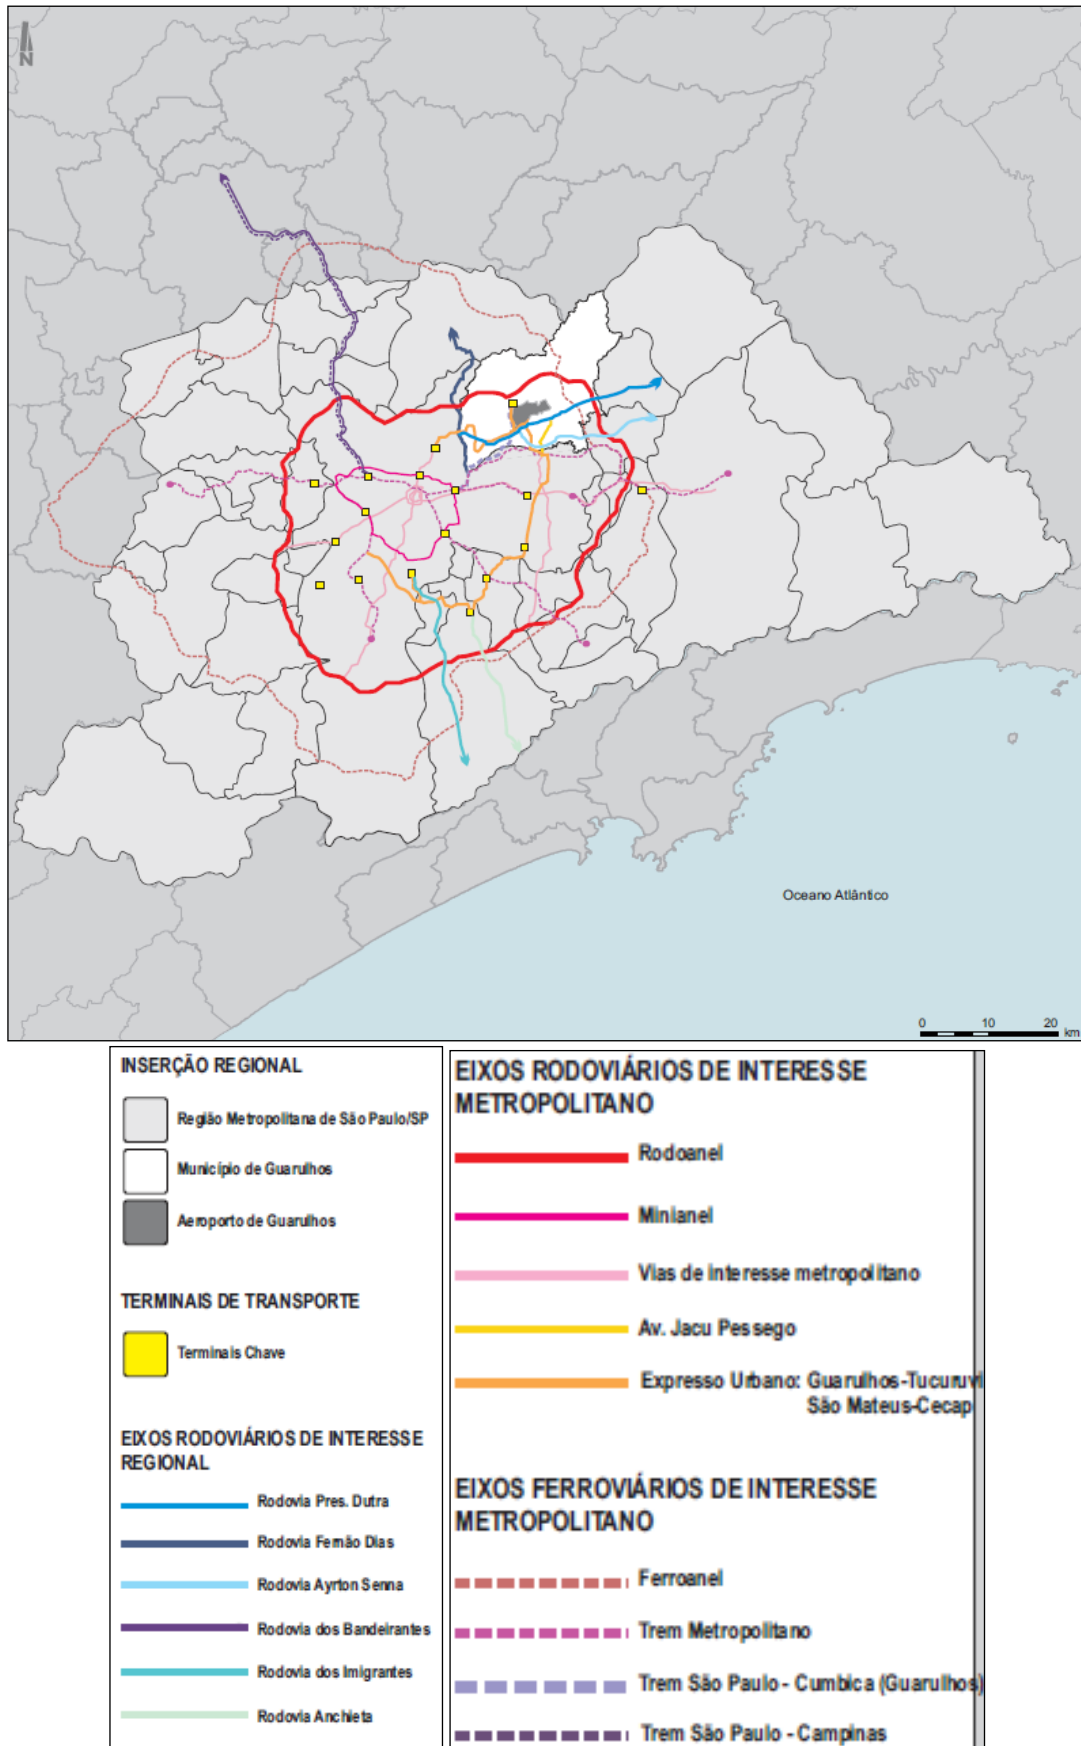 N
Oceano Atlântico
0 10 20
km
INSERÇÃO REGIONAL
Região Metropolitana de São Paulo/SP
Município de Guarulhos
Aeroporto de Guarulhos
TERMINAIS DE TRANSPORTE
Terminais Chave
EIXOS RODOVIÁRIOS DE INTERESSE
REGIONAL
Rodovia Pres. Dutra
Rodovia Fernão Dias
Rodovia Ayrton Senna
Rodovia dos Bandeirantes
Rodovia dos Imigrantes
Rodovia Anchieta
EIXOS RODOVIÁRIOS DE INTERESSE
METROPOLITANO
Rodoanel
Minianel
Vias de interesse metropolitano
Av. Jacu Pessego
Expresso Urbano: Guarulhos-Tucuruvi
São Mateus-Cecap
EIXOS FERROVIÁRIOS DE INTERESSE
METROPOLITANO
Ferroanel
Trem Metropolitano
Trem São Paulo - Cumbica (Guarulhos)
Trem São Paulo - Campinas